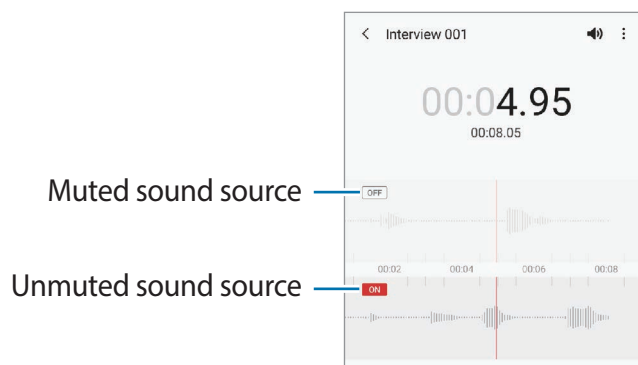 Interview 001
00:04.95
00:08.05
Muted sound source
OFF
00:02 00:04 00:06 00:08
Unmuted sound source
ON